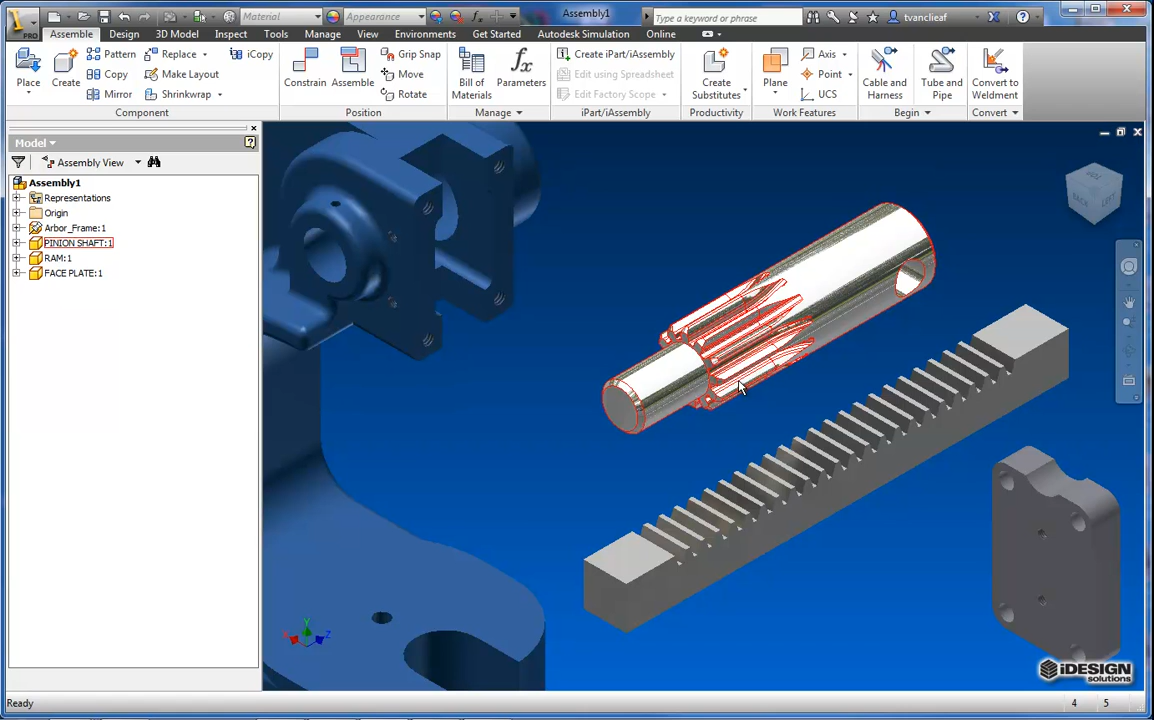 PRO
Material
Appearance
Assembly1
Type a keyword or phrase
tvanclieaf
Assemble
Design
3D Model
Inspect
Tools
Manage
View
Environments
Get Started
Autodesk Simulation
Online
Place
Create
Pattern
Copy
Mirror
Replace
Make Layout
Shrinkwrap
iCopy
Component
Constrain
Assemble
Grip Snap
Move
Rotate
Position
Bill of
Materials
Parameters
Manage
Create iPart/iAssembly
Edit using Spreadsheet
Edit Factory Scope
iPart/iAssembly
Create
Substitutes
Productivity
Plane
Axis
Point
UCS
Work Features
Cable and
Harness
Tube and
Pipe
Begin
Convert to
Weldment
Convert
Model
Assembly View
Assembly1
Representations
Origin
Arbor_Frame:1
PINION SHAFT:1
RAM:1
FACE PLATE:1
BACK
LEFT
X
Y
Z
iDESIGN
solutions
Ready
4
5